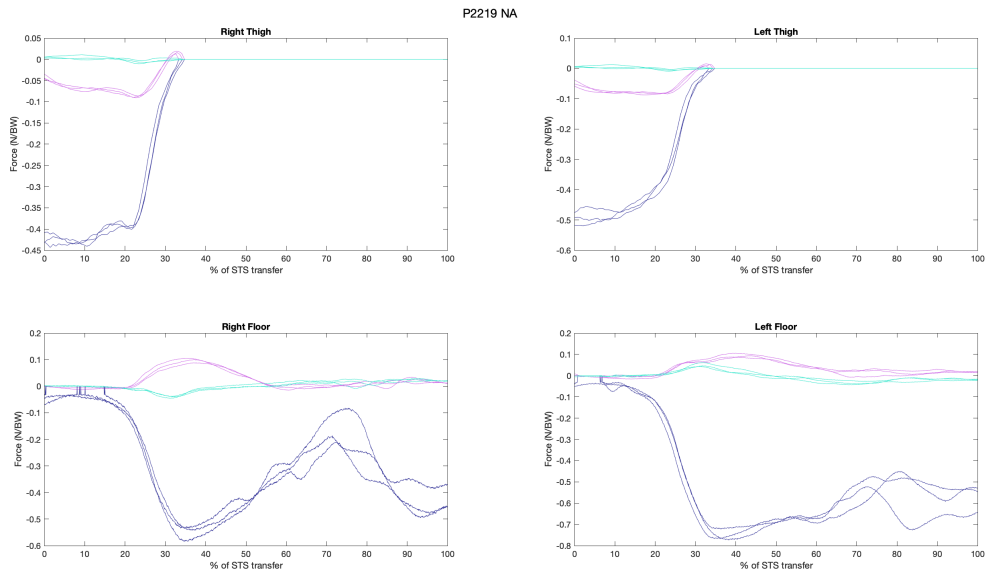 P2219 NA
Right Thigh
0.05
0
-0.05
-0.1
-0.15
-0.2
-0.25
-0.3
-0.35
-0.4
-0.45
Force (N/BW)
0 10 20 30 40 50 60 70 80 90 100
% of STS transfer
Left Thigh
0.1
0
-0.1
-0.2
-0.3
-0.4
-0.5
-0.6
Force (N/BW)
0 10 20 30 40 50 60 70 80 90 100
% of STS transfer
Right Floor
0.2
0.1
0
-0.1
-0.2
-0.3
-0.4
-0.5
-0.6
Force (N/BW)
0 10 20 30 40 50 60 70 80 90 100
% of STS transfer
Left Floor
0.2
0.1
0
-0.1
-0.2
-0.3
-0.4
-0.5
-0.6
-0.7
-0.8
Force (N/BW)
0 10 20 30 40 50 60 70 80 90 100
% of STS transfer